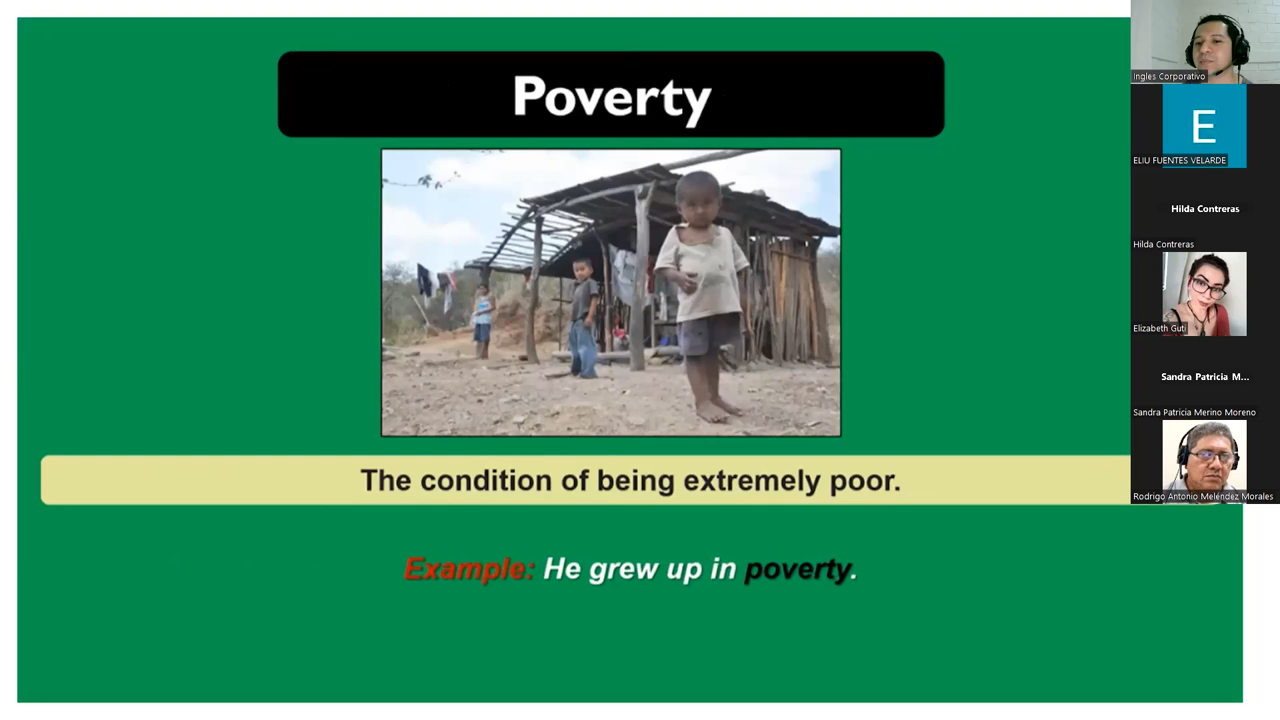 Poverty
The condition of being extremely poor.
Example: He grew up in poverty.
Ingles Corporativo
E
ELIU FUENTES VELARDE
Hilda Contreras
Hilda Contreras
Elizabeth Guti
Sandra Patricia M...
Sandra Patricia Merino Moreno
Rodrigo Antonio Meléndez Morales